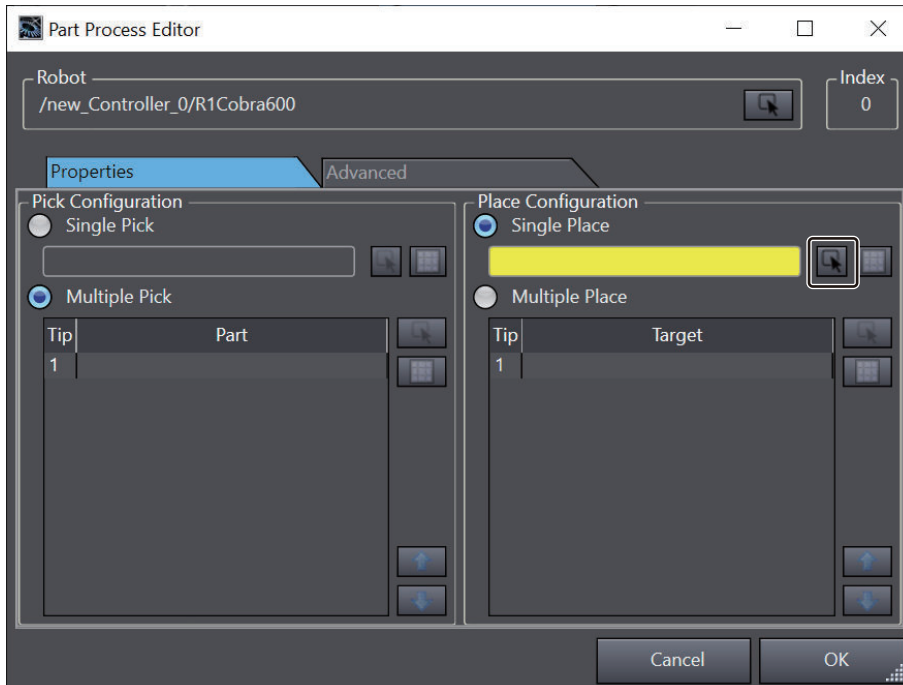 Part Process Editor
Robot
/new_Controller_0/R1Cobra600
Index
0
Properties
Advanced
Pick Configuration
Single Pick
Multiple Pick
Tip Part
1
Place Configuration
Single Place
Multiple Place
Tip Target
1
Cancel
OK